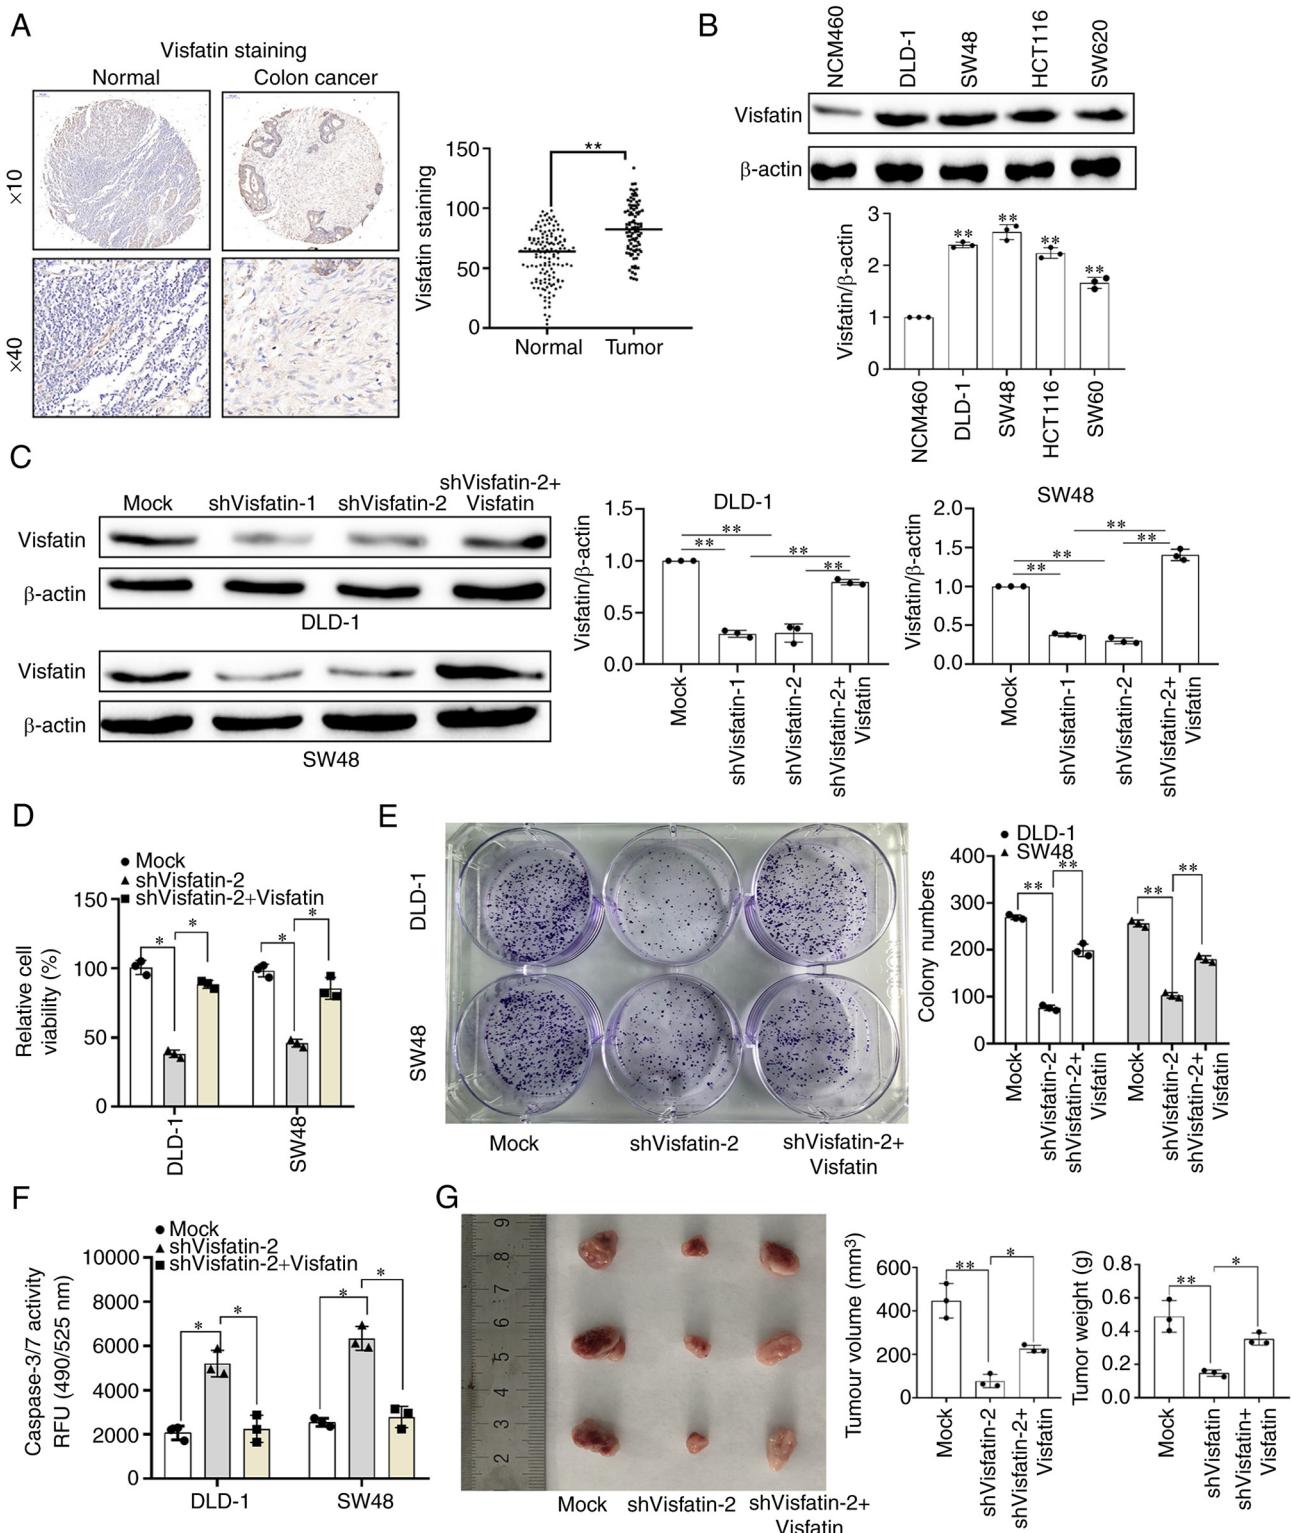 A
Visfatin staining
Normal
Colon cancer
×10
×40
Visfatin staining
150
100
50
0
**
Normal
Tumor
B
NCM460
DLD-1
SW48
HCT116
SW620
Visfatin
β-actin
Visfatin/β-actin
3
2
1
0
**
**
**
**
NCM460
DLD-1
SW48
HCT116
SW60
C
Mock
shVisfatin-1
shVisfatin-2
shVisfatin-2+
Visfatin
Visfatin
β-actin
DLD-1
Visfatin
β-actin
SW48
DLD-1
Visfatin/β-actin
1.5
1.0
0.5
0.0
**
**
**
**
Mock
shVisfatin-1
shVisfatin-2
shVisfatin-2+
Visfatin
SW48
Visfatin/β-actin
2.0
1.5
1.0
0.5
0.0
**
**
**
**
Mock
shVisfatin-1
shVisfatin-2
shVisfatin-2+
Visfatin
D
Mock
shVisfatin-2
shVisfatin-2+Visfatin
Relative cell
viability (%)
150
100
50
0
*
*
*
*
DLD-1
SW48
E
DLD-1
SW48
Mock
shVisfatin-2
shVisfatin-2+
Visfatin
DLD-1
SW48
Colony numbers
400
300
200
100
0
**
**
**
**
Mock
shVisfatin-2
shVisfatin-2+
Visfatin
Mock
shVisfatin-2
shVisfatin-2+
Visfatin
F
Mock
shVisfatin-2
shVisfatin-2+Visfatin
Caspase-3/7 activity
RFU (490/525 nm)
10000
8000
6000
4000
2000
0
*
*
*
*
DLD-1
SW48
G
9
8
7
6
5
4
3
2
Mock
shVisfatin-2
shVisfatin-2+
Visfatin
Tumour volume (mm³)
600
400
200
0
**
*
Mock
shVisfatin-2
shVisfatin-2+
Visfatin
Tumor weight (g)
0.8
0.6
0.4
0.2
0.0
**
*
Mock
shVisfatin
shVisfatin+
Visfatin